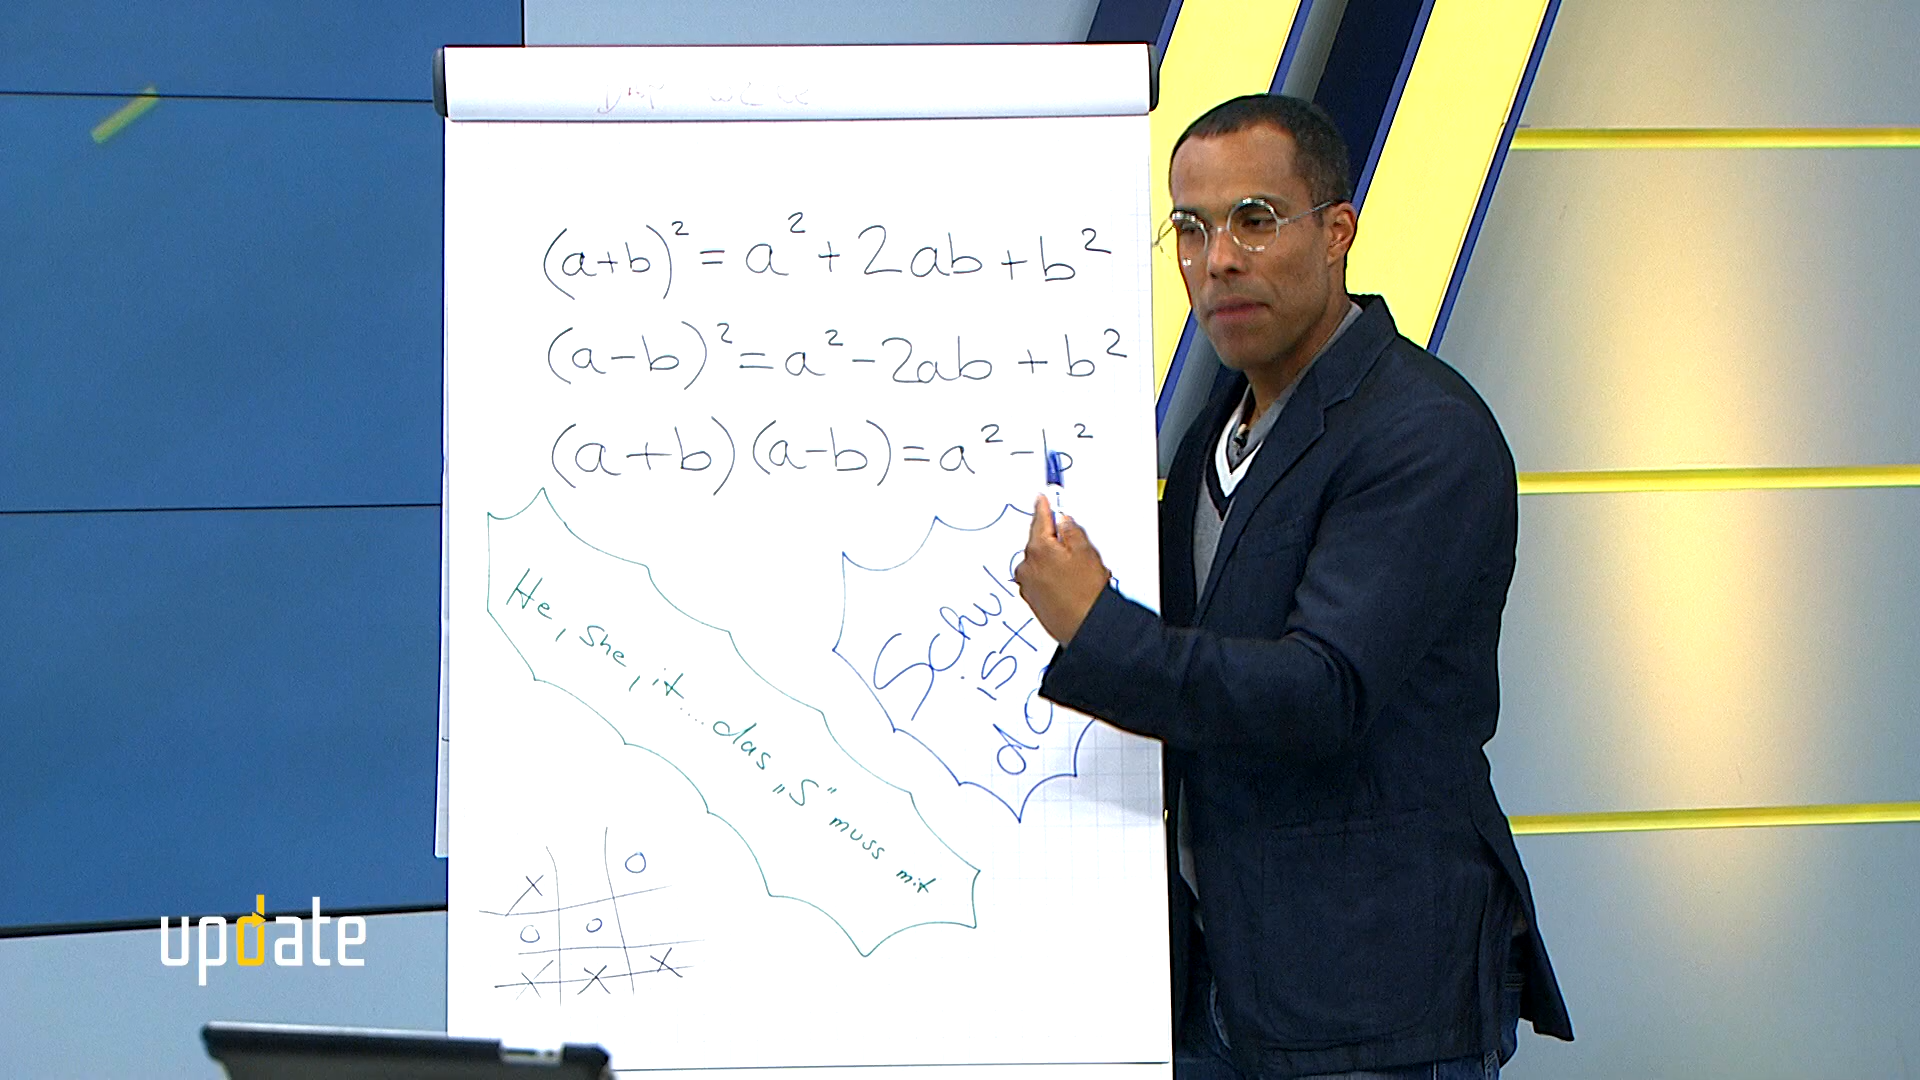 (a+b)² = a² + 2ab + b²
(a-b)² = a² - 2ab + b²
(a+b)(a-b) = a² - b²
He, she, it.... das „S“ muss mit
Schule
ist
X O
O O
X X X
update